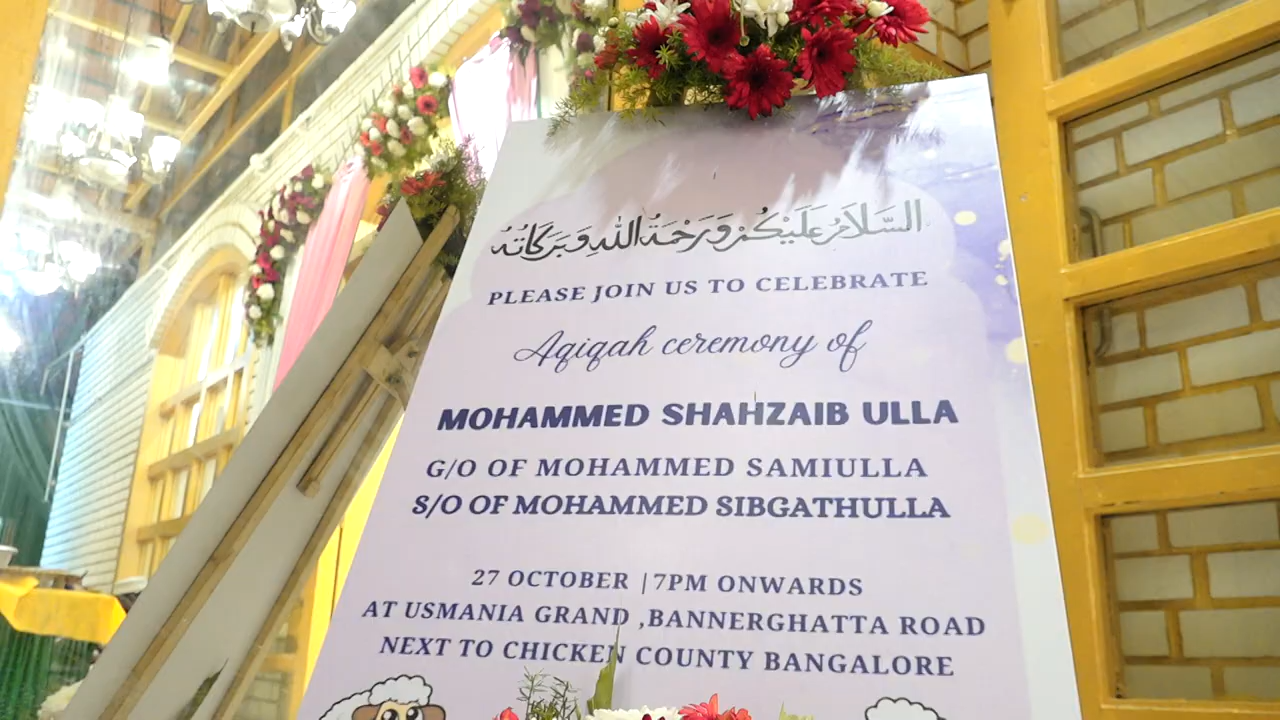 السَّلَامُ عَلَيْكُمْ وَرَحْمَةُ اللهِ وَبَرَكَاتُهُ
PLEASE JOIN US TO CELEBRATE
Aqiqah ceremony of
MOHAMMED SHAHZAIB ULLA
G/O OF MOHAMMED SAMIULLA
S/O OF MOHAMMED SIBGATHULLA
27 OCTOBER |7PM ONWARDS
AT USMANIA GRAND ,BANNERGHATTA ROAD
NEXT TO CHICKEN COUNTY BANGALORE